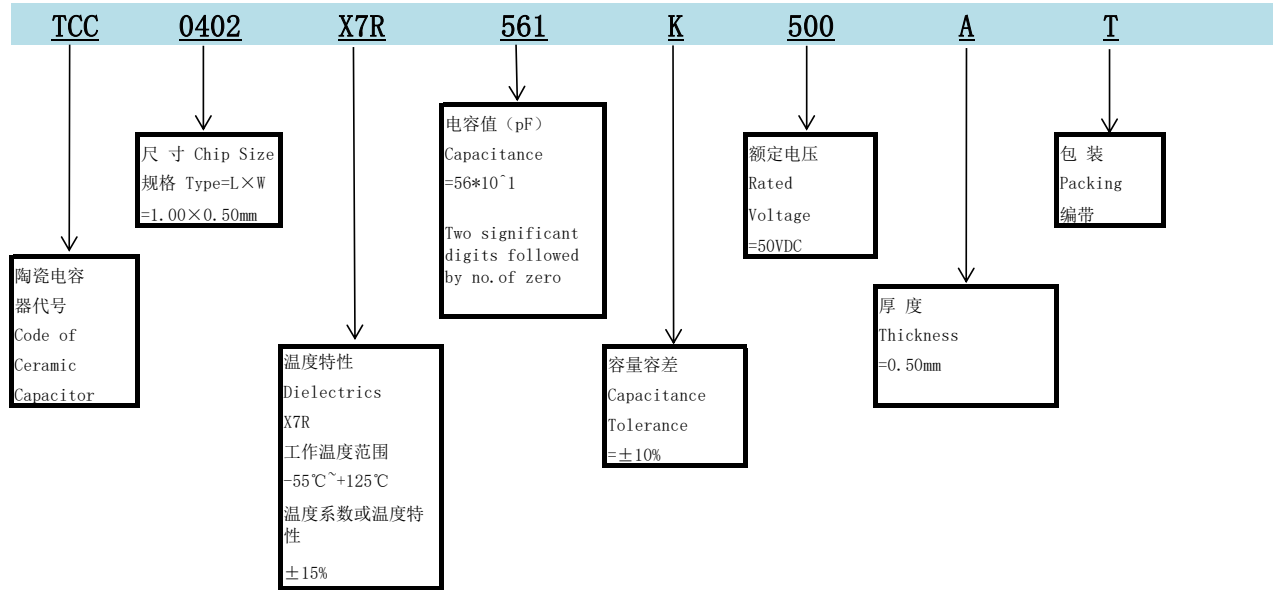 TCC 0402 X7R 561 K 500 A T
陶瓷电容
器代号
Code of
Ceramic
Capacitor
尺 寸 Chip Size
规格 Type=L×W
=1.00×0.50mm
温度特性
Dielectrics
X7R
工作温度范围
-55℃~+125℃
温度系数或温度特
性
±15%
电容值（pF）
Capacitance
=56*10^1
Two significant
digits followed
by no.of zero
容量容差
Capacitance
Tolerance
=±10%
额定电压
Rated
Voltage
=50VDC
厚 度
Thickness
=0.50mm
包 装
Packing
编带